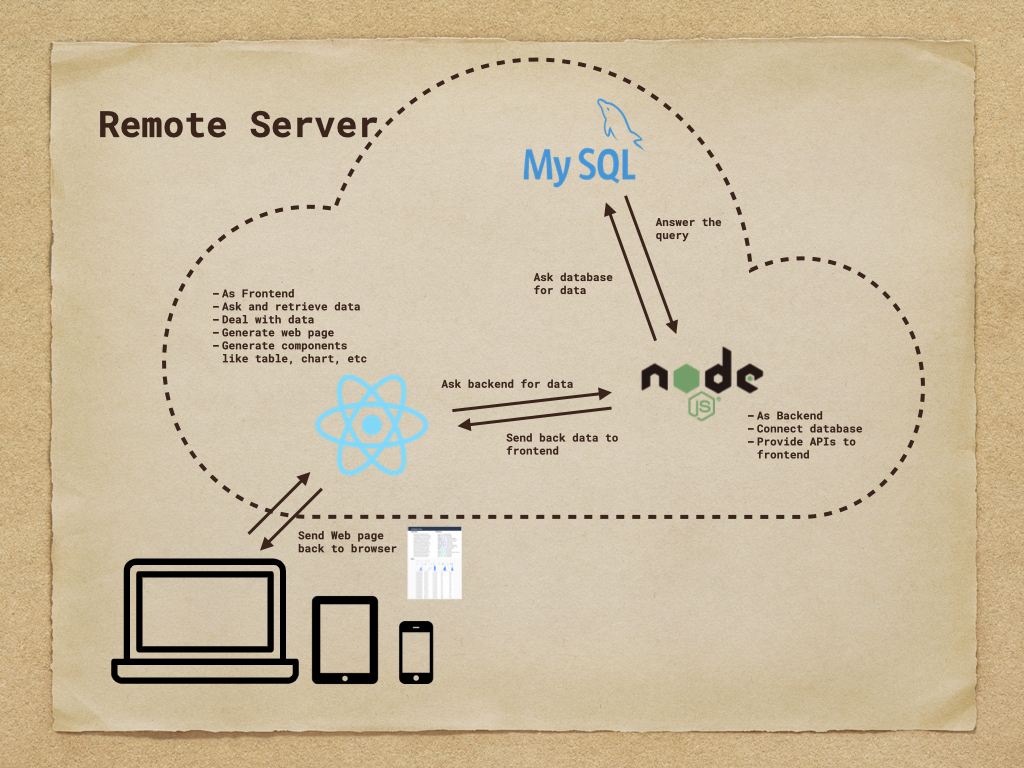 Remote Server
My SQL
Answer the
query
Ask database
for data
– As Frontend
– Ask and retrieve data
– Deal with data
– Generate web page
– Generate components
like table, chart, etc
node
JS
Ask backend for data
– As Backend
– Connect database
– Provide APIs to
frontend
Send back data to
frontend
Send Web page
back to browser